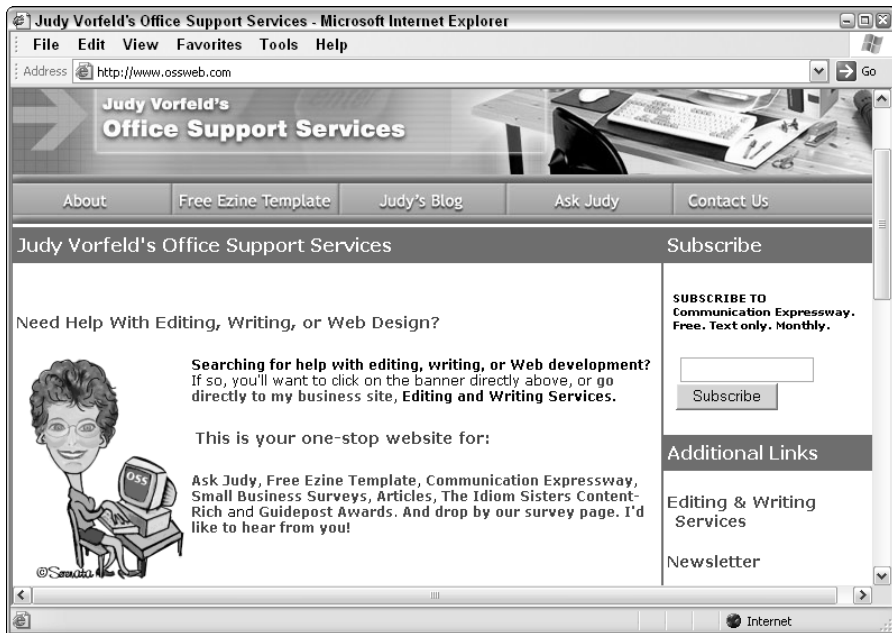 Judy Vorfeld's Office Support Services - Microsoft Internet Explorer
File Edit View Favorites Tools Help
Address http://www.ossweb.com Go
Judy Vorfeld's
Office Support Services
About Free Ezine Template Judy's Blog Ask Judy Contact Us
Judy Vorfeld's Office Support Services
Need Help With Editing, Writing, or Web Design?
Searching for help with editing, writing, or Web development?
If so, you'll want to click on the banner directly above, or go
directly to my business site, Editing and Writing Services.
This is your one-stop website for:
OSS
Ask Judy, Free Ezine Template, Communication Expressway,
Small Business Surveys, Articles, The Idiom Sisters Content-
Rich and Guidepost Awards. And drop by our survey page. I'd
like to hear from you!
Subscribe
SUBSCRIBE TO
Communication Expressway.
Free. Text only. Monthly.
Subscribe
Additional Links
Editing & Writing
Services
Newsletter
Internet